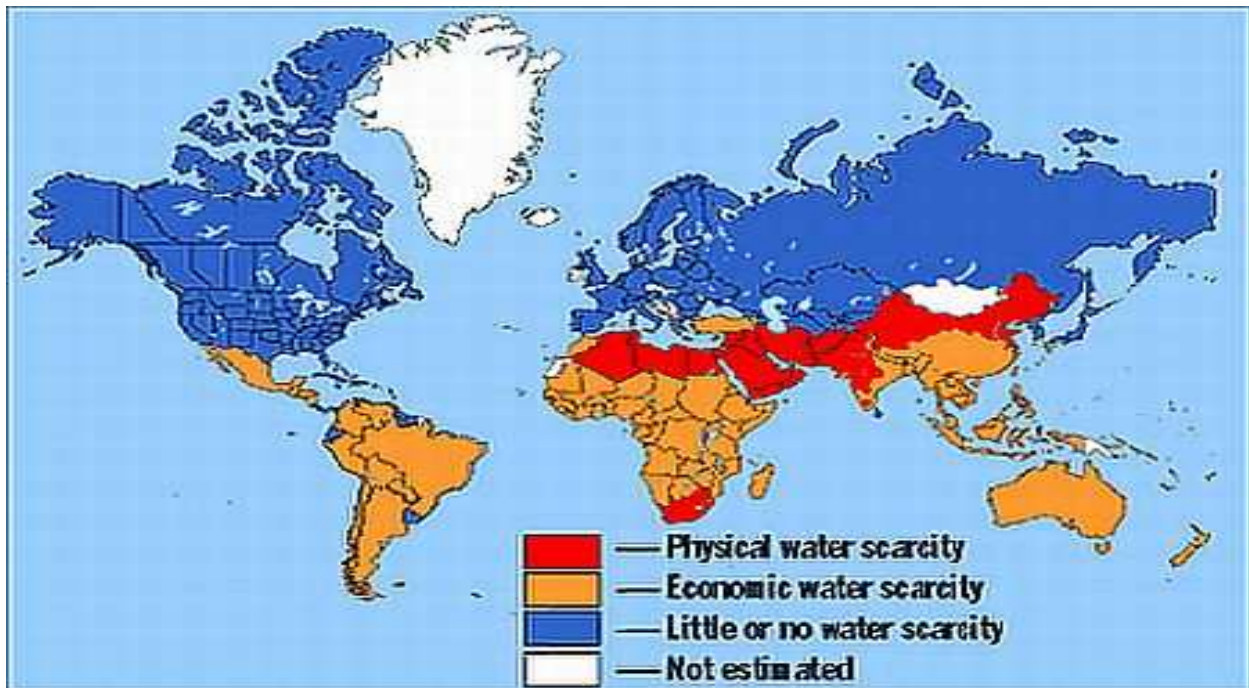 Physical water scarcity
Economic water scarcity
Little or no water scarcity
Not estimated